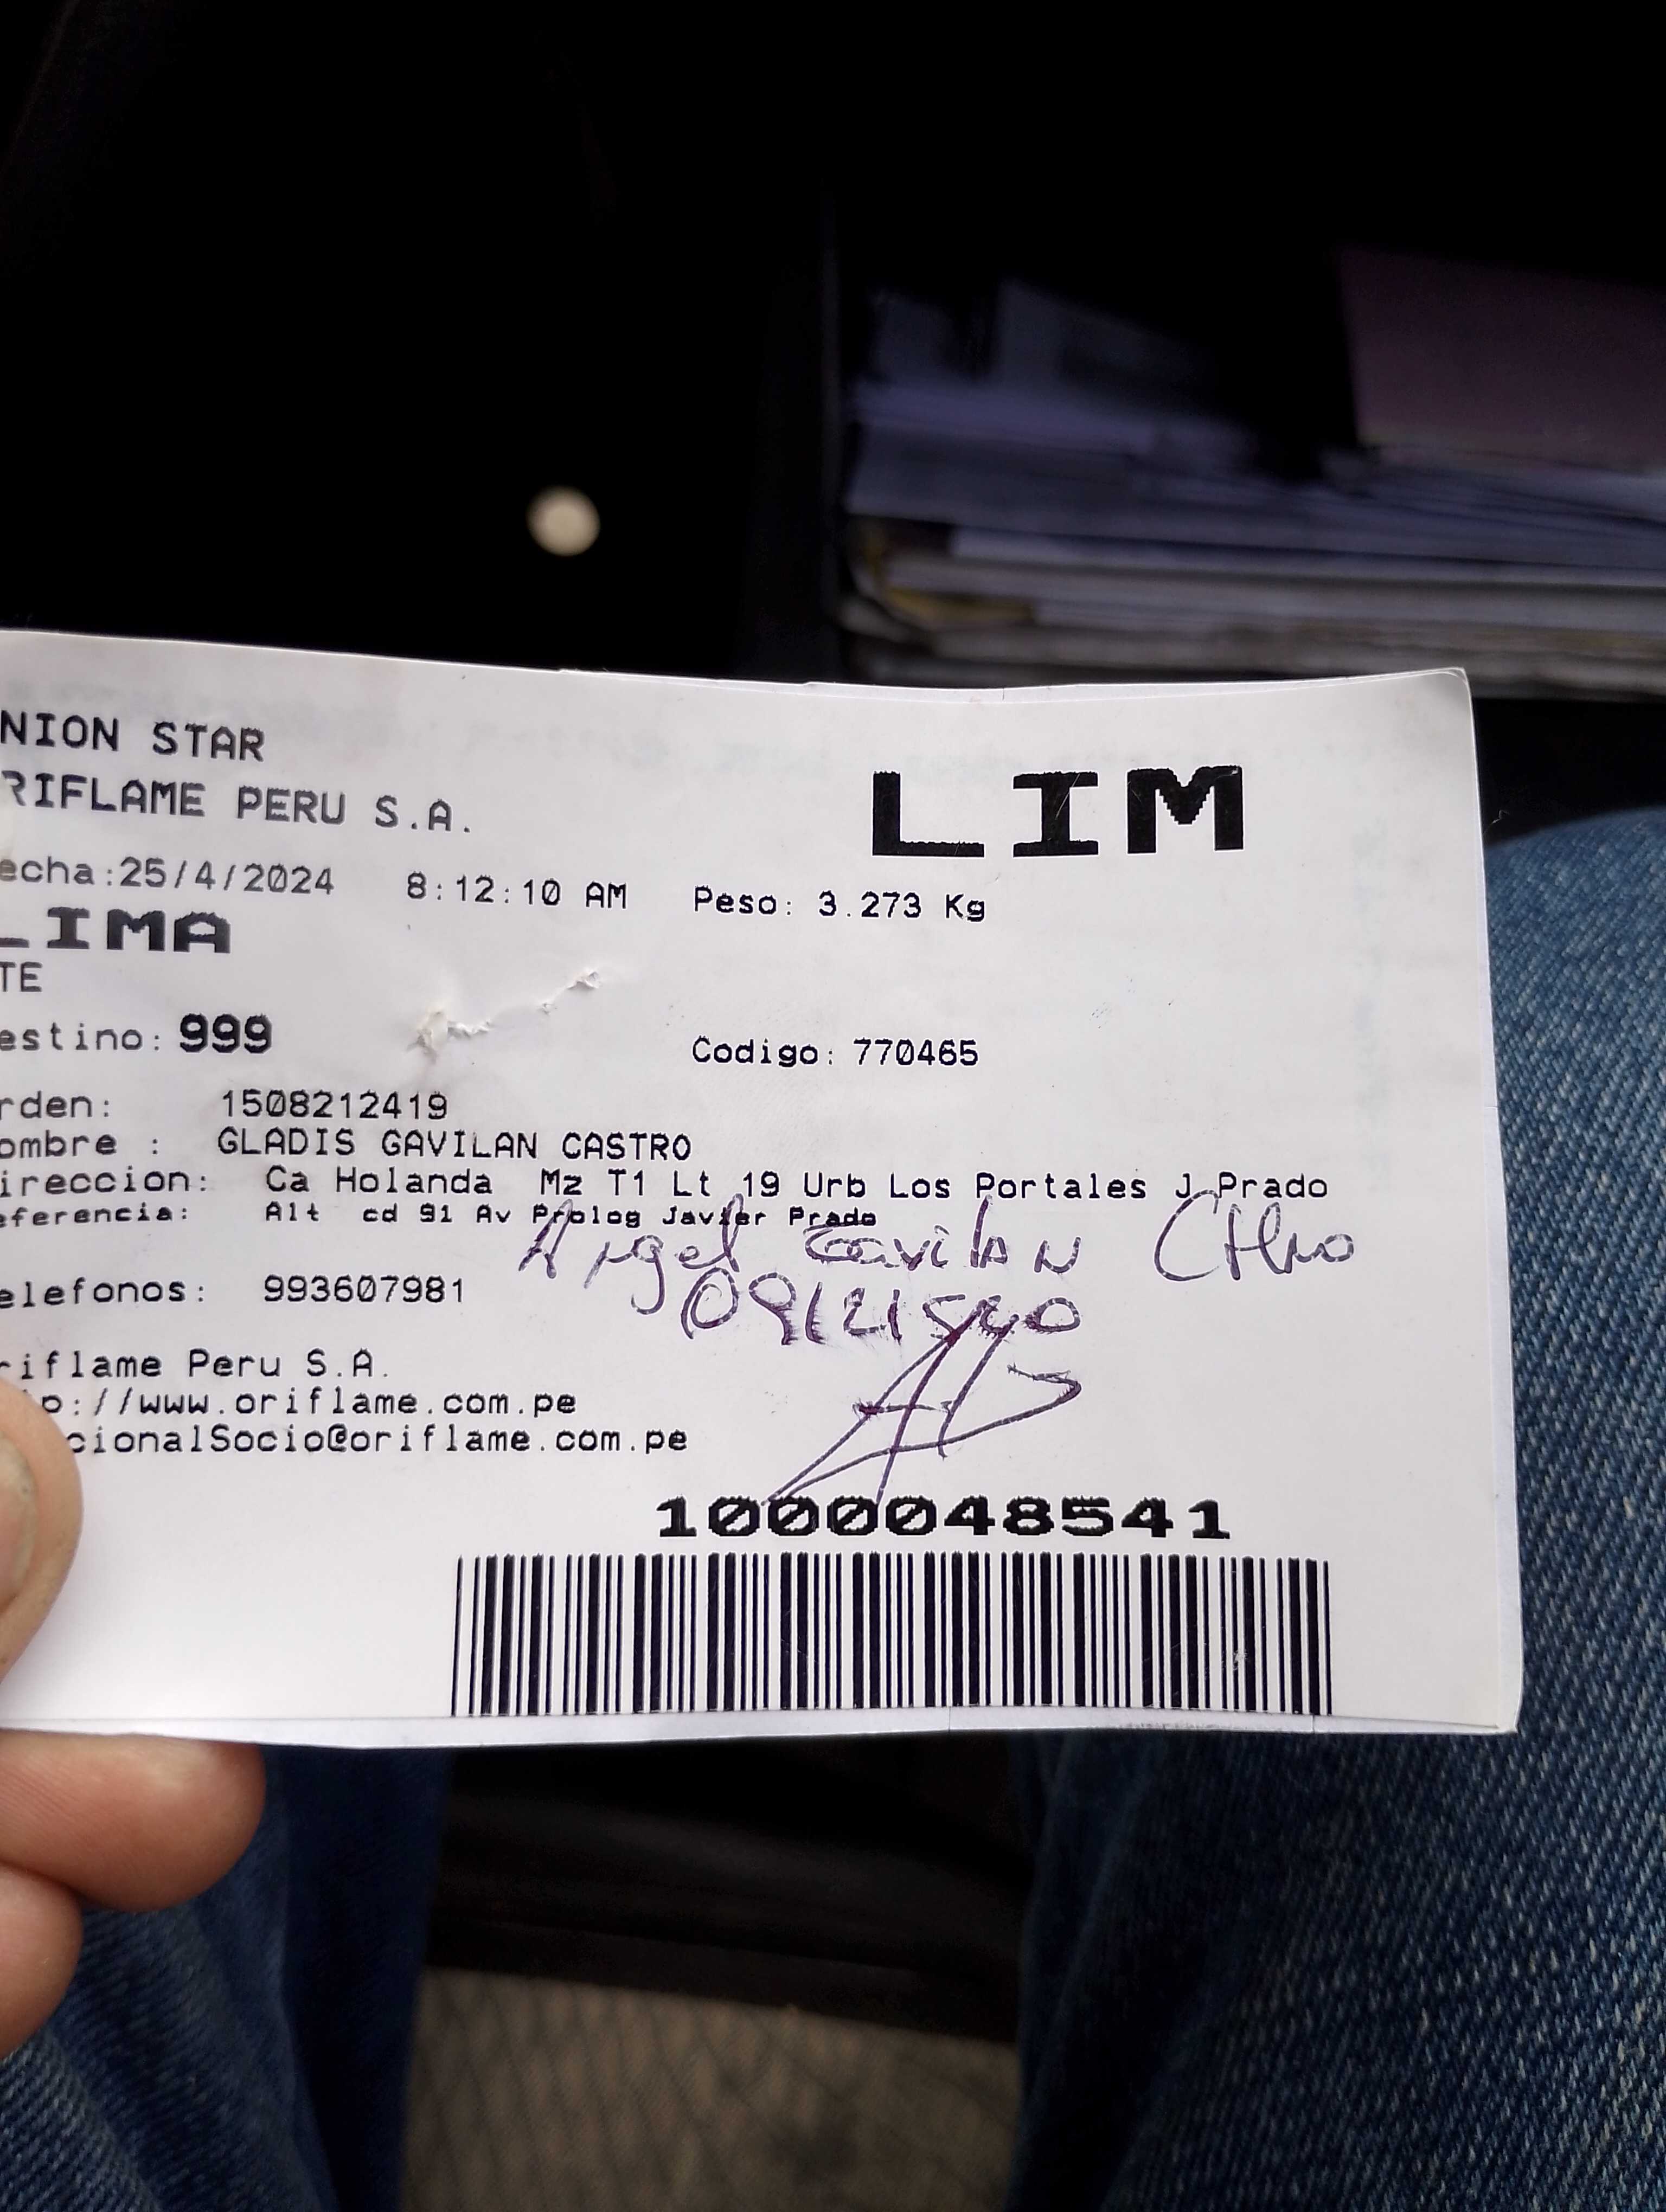 NION STAR
RIFLAME PERU S.A.
LIM
echa:25/4/2024 8:12:10 AM Peso: 3.273 Kg
LIMA
TE
estino: 999
Codigo: 770465
rden: 1508212419
ombre : GLADIS GAVILAN CASTRO
ireccion: Ca Holanda Mz T1 Lt 19 Urb Los Portales J Prado
eferencia: Alt cd 91 Av Prolog Javier Prado
Angel Gavilan
elefonos: 993607981
riflame Peru S.A.
p://www.oriflame.com.pe
cionalSocio@oriflame.com.pe
1000048541